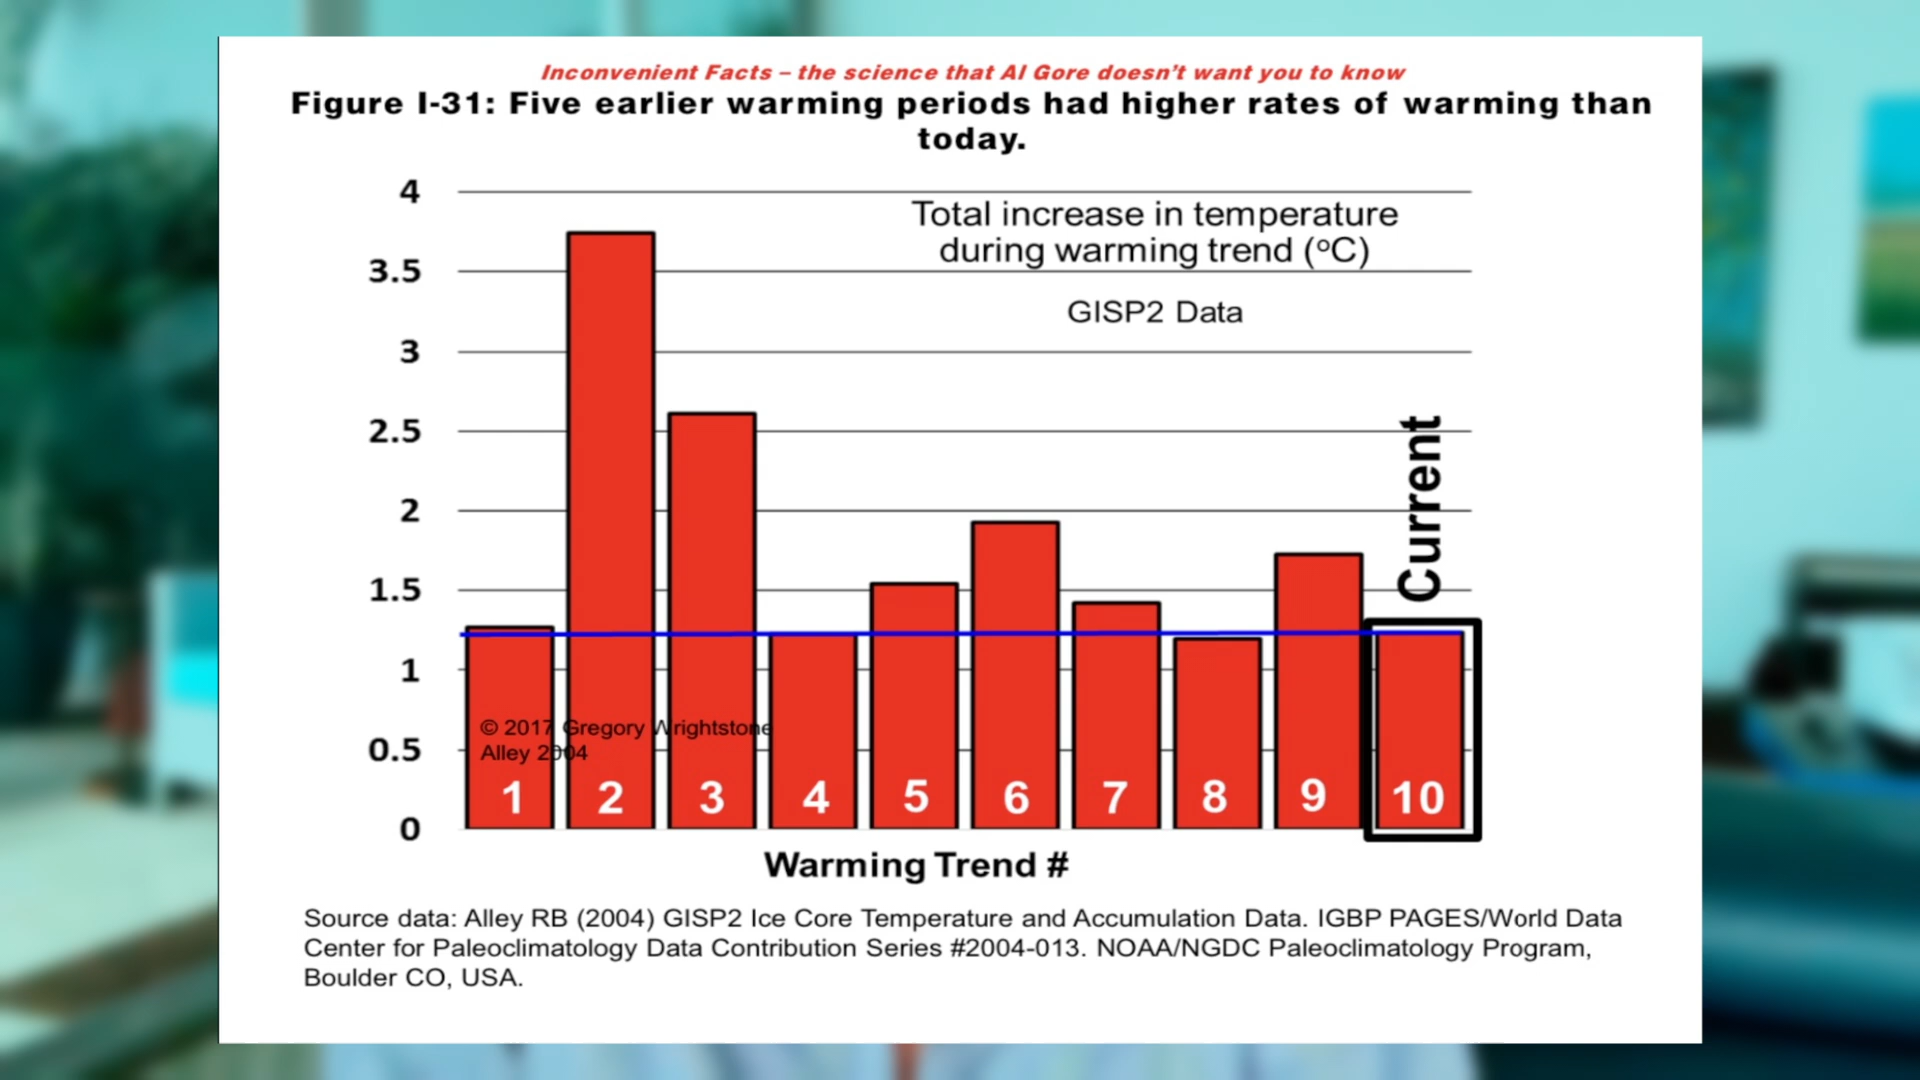 Inconvenient Facts – the science that Al Gore doesn't want you to know
Figure I-31: Five earlier warming periods had higher rates of warming than
today.
4
3.5
3
2.5
2
1.5
1
0.5
0
Total increase in temperature
during warming trend (°C)
GISP2 Data
Current
© 2017 Gregory Wrightstone
Alley 2004
1 2 3 4 5 6 7 8 9 10
Warming Trend #
Source data: Alley RB (2004) GISP2 Ice Core Temperature and Accumulation Data. IGBP PAGES/World Data
Center for Paleoclimatology Data Contribution Series #2004-013. NOAA/NGDC Paleoclimatology Program,
Boulder CO, USA.